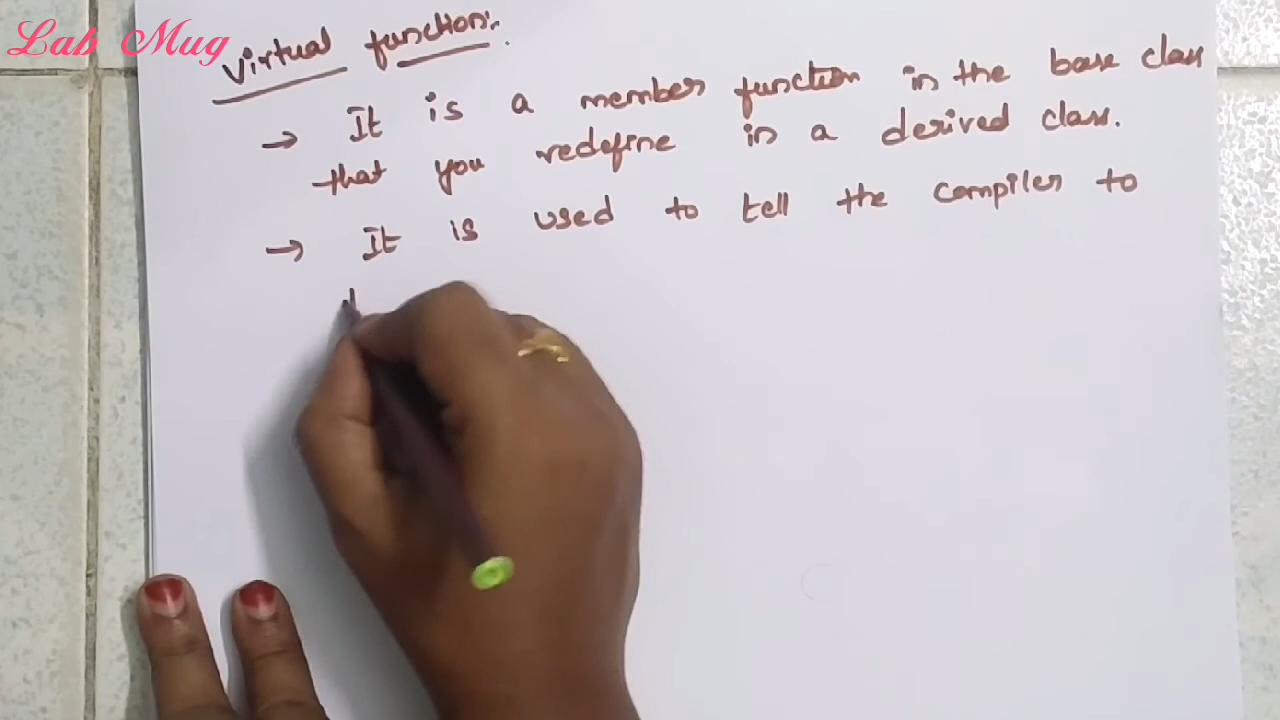 Lab Mug
Virtual function:.
→ It is a member function in the base class
that you redefine in a derived class.
→ It is used to tell the compiler to